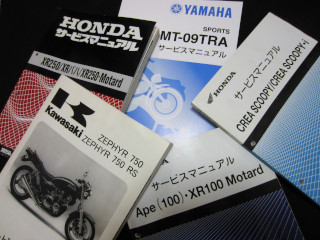 HONDA
サービスマニュアル
XR250/XR
XR250・Motard
YAMAHA
SPORTS
MT-09TRA
サービスマニュアル
HONDA
サービスマニュアル
CREA SCOOPY/CREA SCOOPY・i
Kawasaki
ZEPHYR 750
ZEPHYR 750 RS
サービスマニュアル
Ape (100)・XR100 Motard